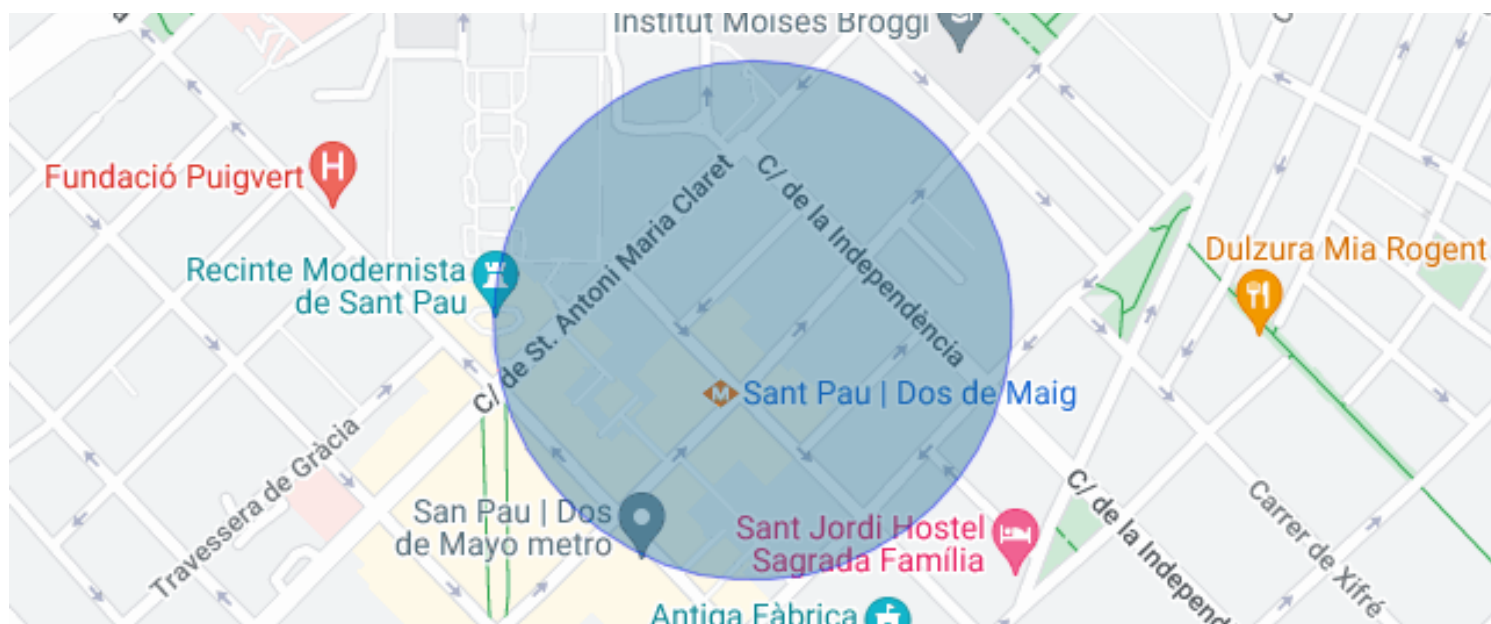 Institut Moisès Broggi
Fundació Puigvert
H
C/ de St. Antoni Maria Claret
C/ de la Independència
Recinte Modernista
de Sant Pau
Dulzura Mia Rogent
M
Sant Pau | Dos de Maig
Travessera de Gràcia
San Pau | Dos
de Mayo metro
Sant Jordi Hostel
Sagrada Família
C/ de la Independ
Carrer de Xifré
Antiga Fàbrica